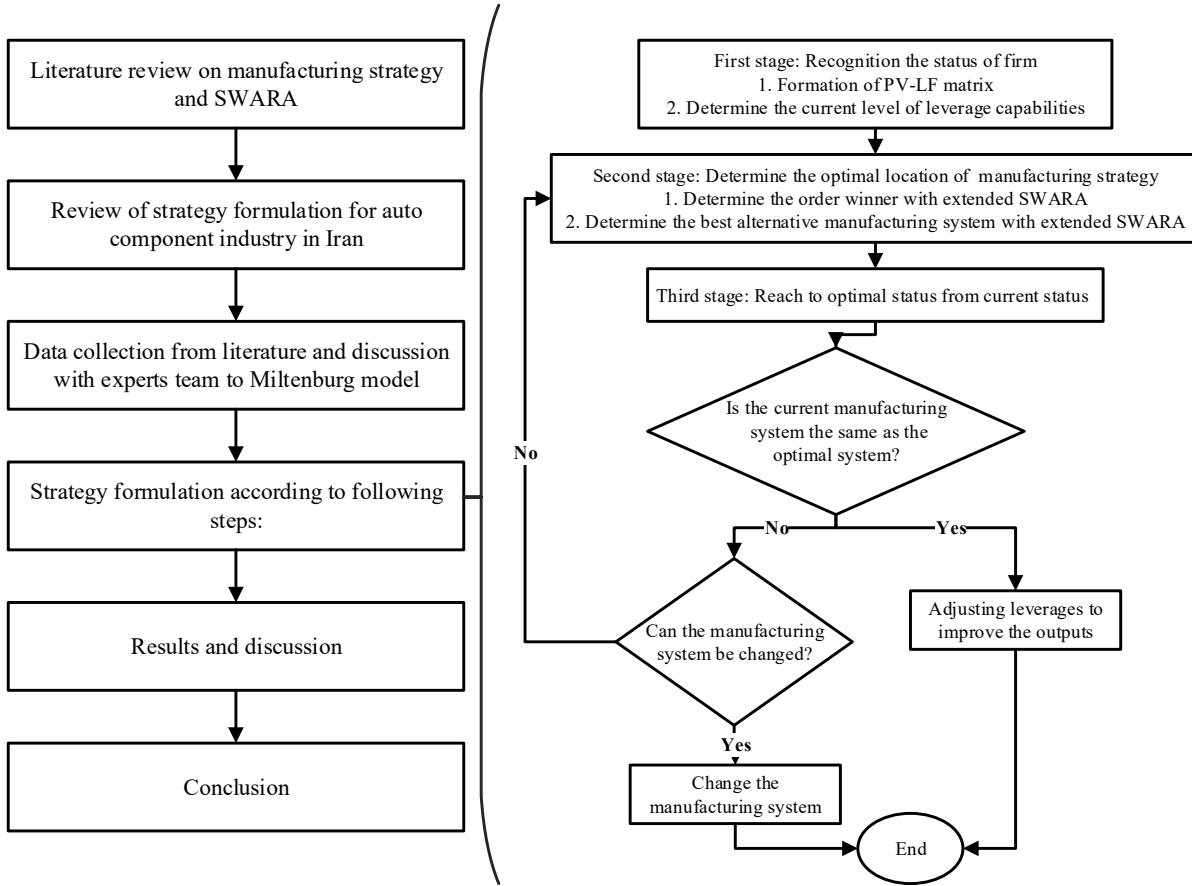 Literature review on manufacturing strategy
and SWARA
Review of strategy formulation for auto
component industry in Iran
Data collection from literature and discussion
with experts team to Miltenburg model
Strategy formulation according to following
steps:
Results and discussion
Conclusion
First stage: Recognition the status of firm
1. Formation of PV-LF matrix
2. Determine the current level of leverage capabilities
Second stage: Determine the optimal location of manufacturing strategy
1. Determine the order winner with extended SWARA
2. Determine the best alternative manufacturing system with extended SWARA
Third stage: Reach to optimal status from current status
Is the current manufacturing
system the same as the
optimal system?
No
No
Yes
Can the manufacturing
system be changed?
Adjusting leverages to
improve the outputs
Yes
Change the
manufacturing system
End